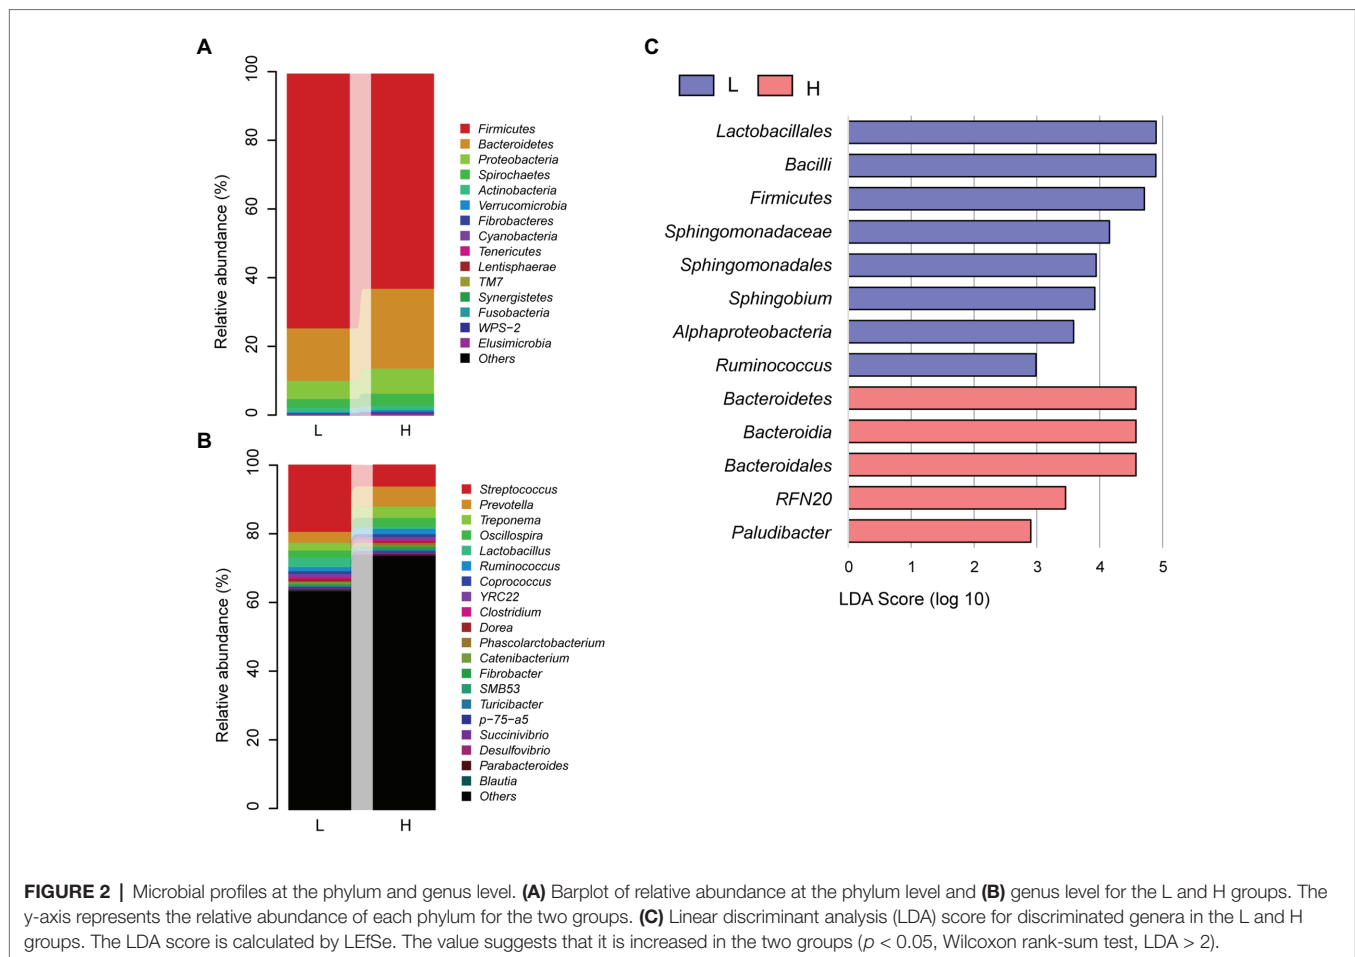 A
Relative abundance (%)
100
80
60
40
20
0
L
H
Firmicutes
Bacteroidetes
Proteobacteria
Spirochaetes
Actinobacteria
Verrucomicrobia
Fibrobacteres
Cyanobacteria
Tenericutes
Lentisphaerae
TM7
Synergistetes
Fusobacteria
WPS−2
Elusimicrobia
Others
B
Relative abundance (%)
100
80
60
40
20
0
L
H
Streptococcus
Prevotella
Treponema
Oscillospira
Lactobacillus
Ruminococcus
Coprococcus
YRC22
Clostridium
Dorea
Phascolarctobacterium
Catenibacterium
Fibrobacter
SMB53
Turicibacter
p−75−a5
Succinivibrio
Desulfovibrio
Parabacteroides
Blautia
Others
C
L
H
Lactobacillales
Bacilli
Firmicutes
Sphingomonadaceae
Sphingomonadales
Sphingobium
Alphaproteobacteria
Ruminococcus
Bacteroidetes
Bacteroidia
Bacteroidales
RFN20
Paludibacter
0 1 2 3 4 5
LDA Score (log 10)
FIGURE 2 | Microbial profiles at the phylum and genus level. (A) Barplot of relative abundance at the phylum level and (B) genus level for the L and H groups. The
y-axis represents the relative abundance of each phylum for the two groups. (C) Linear discriminant analysis (LDA) score for discriminated genera in the L and H
groups. The LDA score is calculated by LEfSe. The value suggests that it is increased in the two groups (p < 0.05, Wilcoxon rank-sum test, LDA > 2).